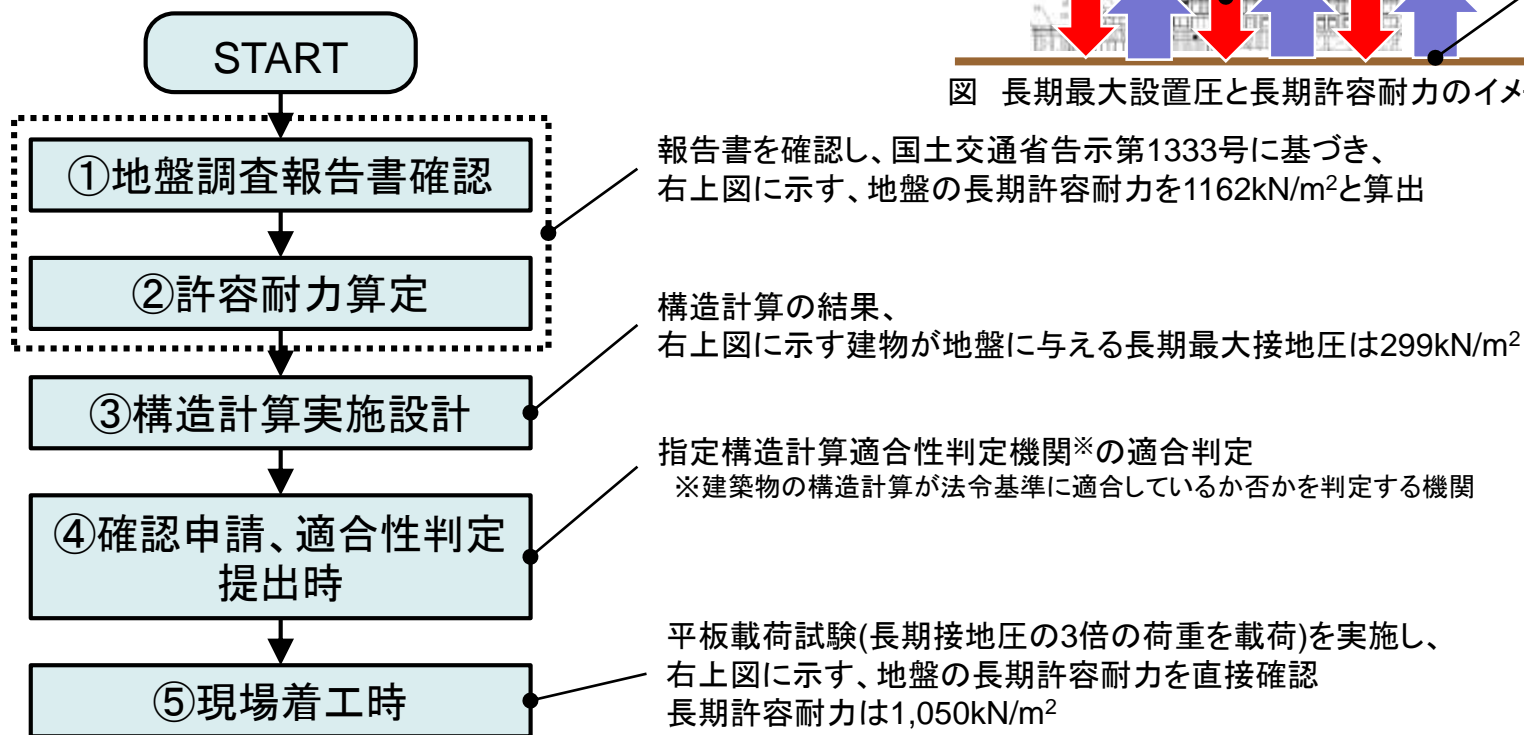 START
図 長期最大設置圧と長期許容耐力のイメ
①地盤調査報告書確認
報告書を確認し、国土交通省告示第1333号に基づき、
右上図に示す、地盤の長期許容耐力を1162kN/m²と算出
②許容耐力算定
構造計算の結果、
右上図に示す建物が地盤に与える長期最大接地圧は299kN/m²
③構造計算実施設計
指定構造計算適合性判定機関※の適合判定
※建築物の構造計算が法令基準に適合しているか否かを判定する機関
④確認申請、適合性判定
提出時
平板載荷試験(長期接地圧の3倍の荷重を載荷)を実施し、
右上図に示す、地盤の長期許容耐力を直接確認
長期許容耐力は1,050kN/m²
⑤現場着工時